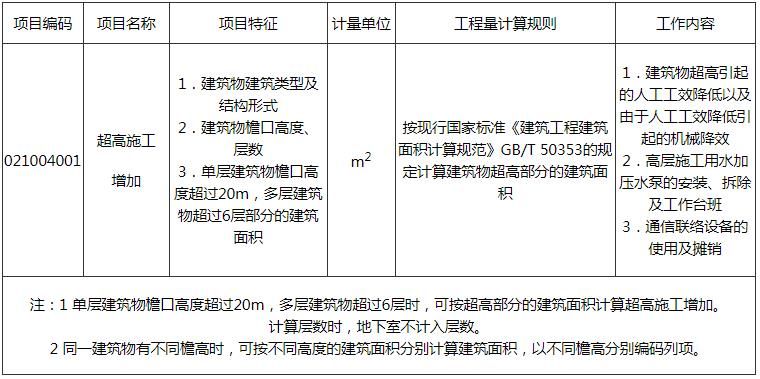 项目编码 项目名称 项目特征 计量单位 工程量计算规则 工作内容
021004001
超高施工
增加
1．建筑物建筑类型及
结构形式
2．建筑物檐口高度、
层数
3．单层建筑物檐口高
度超过20m，多层建筑
物超过6层部分的建筑
面积
m2
按现行国家标准《建筑工程建筑
面积计算规范》GB/T 50353的规
定计算建筑物超高部分的建筑面
积
1．建筑物超高引起
的人工工效降低以及
由于人工工效降低引
起的机械降效
2．高层施工用水加
压水泵的安装、拆除
及工作台班
3．通信联络设备的
使用及摊销
注：1 单层建筑物檐口高度超过20m，多层建筑物超过6层时，可按超高部分的建筑面积计算超高施工增加。
计算层数时，地下室不计入层数。
2 同一建筑物有不同檐高时，可按不同高度的建筑面积分别计算建筑面积，以不同檐高分别编码列项。